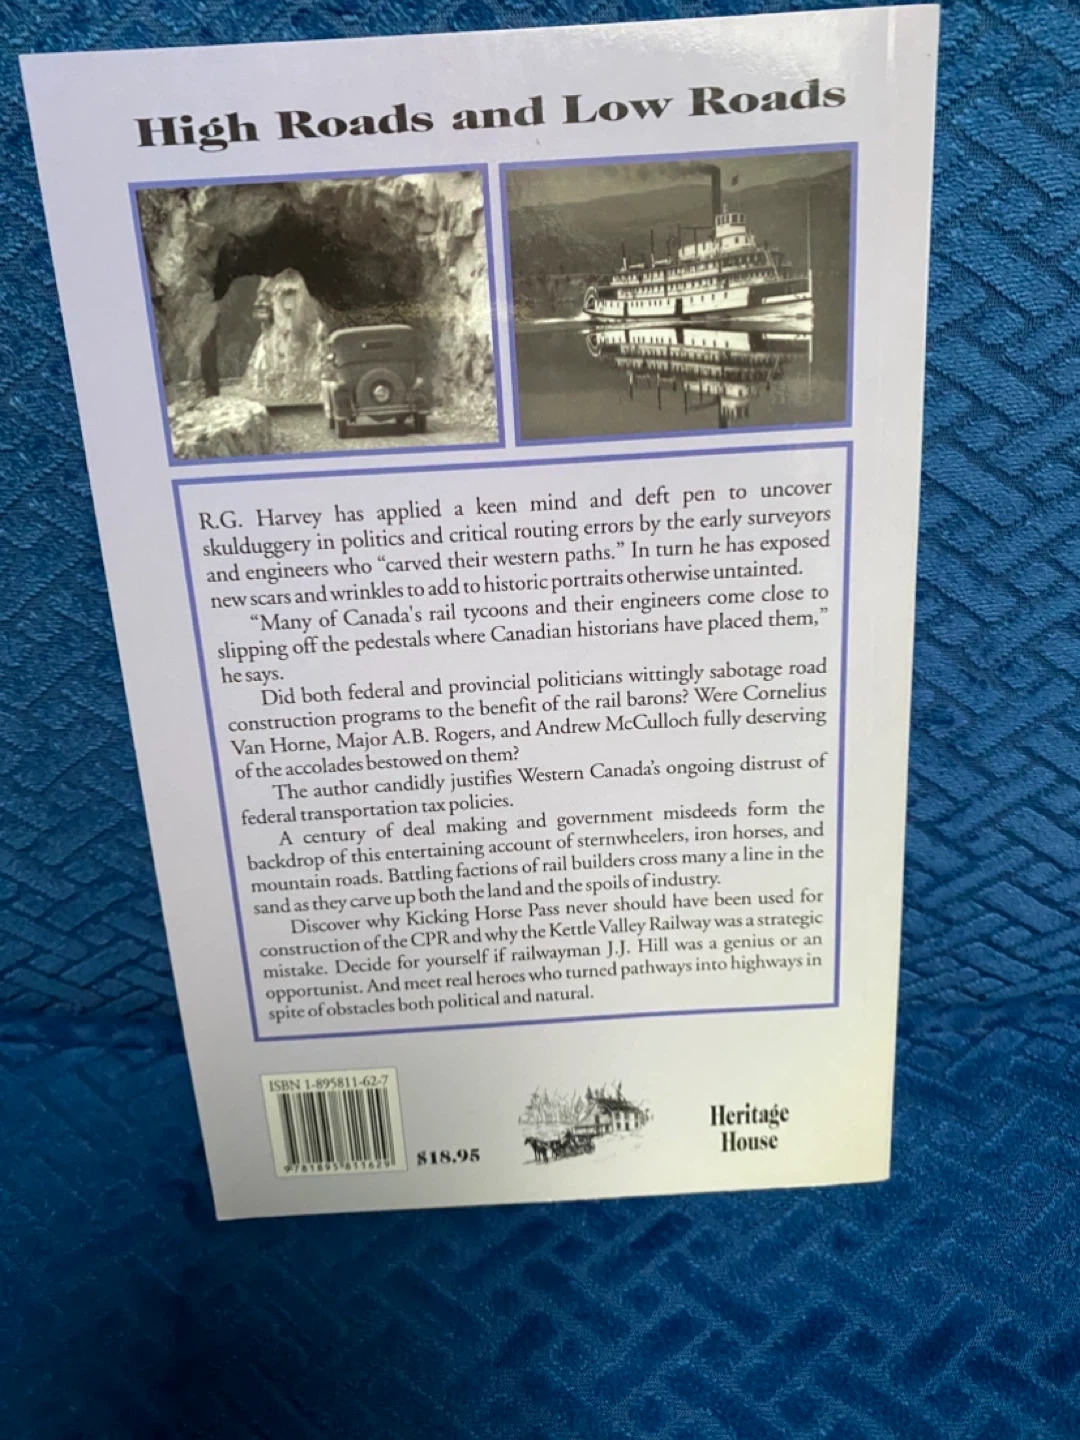 High Roads and Low Roads
R.G. Harvey has applied a keen mind and deft pen to uncover
skulduggery in politics and critical routing errors by the early surveyors
and engineers who “carved their western paths.” In turn he has exposed
new scars and wrinkles to add to historic portraits otherwise untainted.
“Many of Canada's rail tycoons and their engineers come close to
slipping off the pedestals where Canadian historians have placed them,”
he says.
Did both federal and provincial politicians wittingly sabotage road
construction programs to the benefit of the rail barons? Were Cornelius
Van Horne, Major A.B. Rogers, and Andrew McCulloch fully deserving
of the accolades bestowed on them?
The author candidly justifies Western Canada's ongoing distrust of
federal transportation tax policies.
A century of deal making and government misdeeds form the
backdrop of this entertaining account of sternwheelers, iron horses, and
mountain roads. Battling factions of rail builders cross many a line in the
sand as they carve up both the land and the spoils of industry.
Discover why Kicking Horse Pass never should have been used for
construction of the CPR and why the Kettle Valley Railway was a strategic
mistake. Decide for yourself if railwayman J.J. Hill was a genius or an
opportunist. And meet real heroes who turned pathways into highways in
spite of obstacles both political and natural.
ISBN 1-895811-62-7
9781895811629
$18.95
Heritage
House